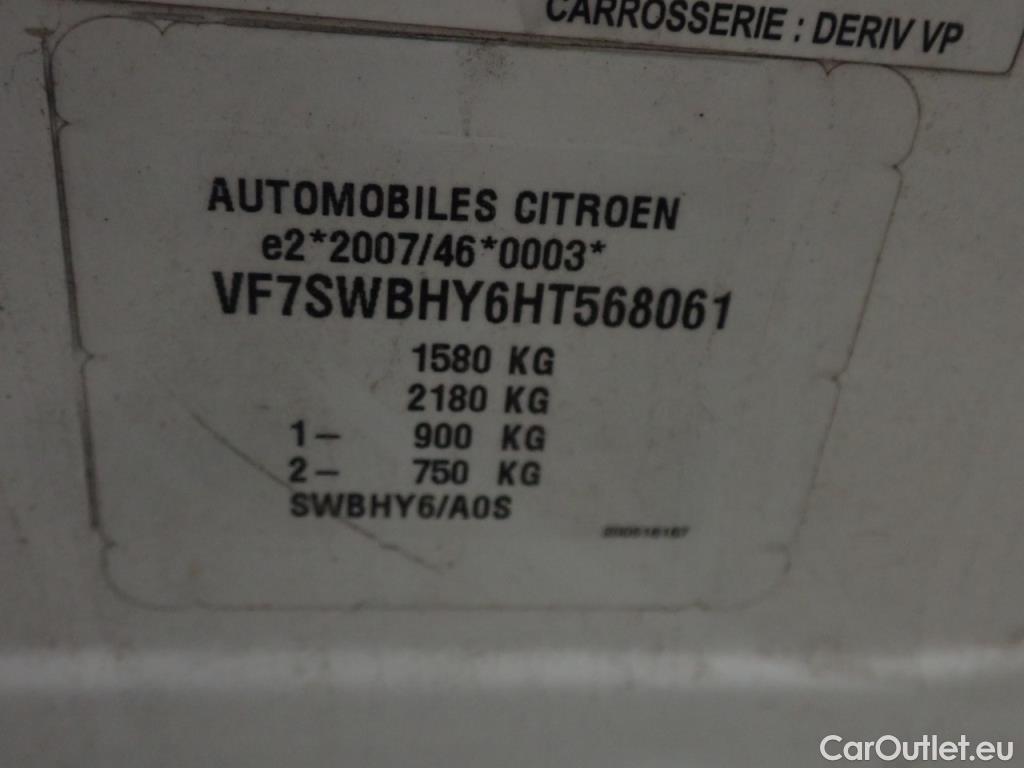 CARROSSERIE : DERIV VP
AUTOMOBILES CITROEN
e2*2007/46*0003*
VF7SWBHY6HT568061
1580 KG
2180 KG
1- 900 KG
2- 750 KG
SWBHY6/A0S
CarOutlet.eu